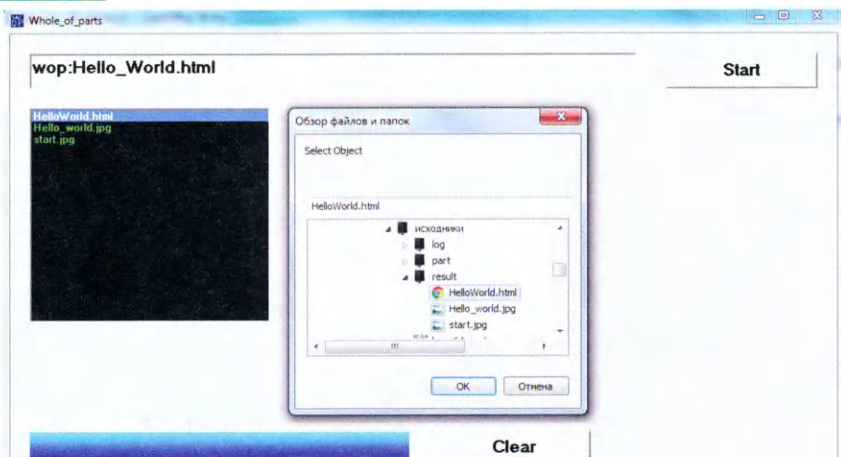 Whole_of_parts
wop:Hello_World.html
Start
HelloWorld.html
Hello_world.jpg
start.jpg
Обзор файлов и папок
Select Object
HelloWorld.html
исходники
log
part
result
HelloWorld.html
Hello_world.jpg
start.jpg
OK
Отмена
Clear